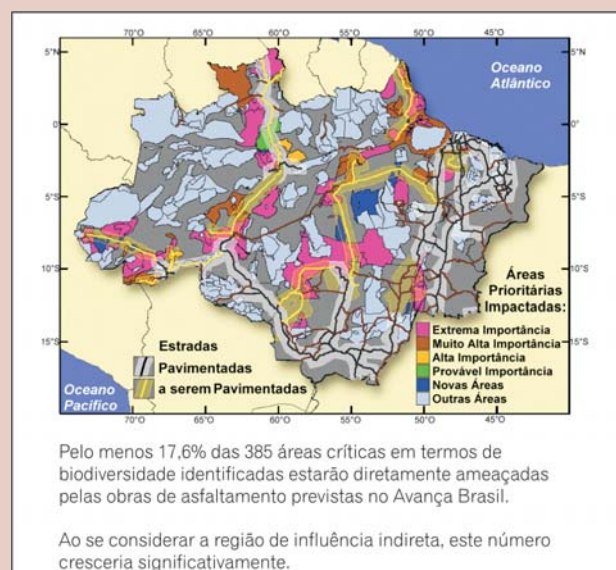 70°O 65°O 60°O 55°O 50°O 45°O
5°N 5°N
Oceano
Atlântico
0° 0°
5°S 5°S
10°S 10°S
Áreas
Prioritárias
Impactadas:
Extrema Importância
Muito Alta Importância
Alta Importância
Provável Importância
Novas Áreas
Outras Áreas
15°S 15°S
Estradas
Pavimentadas
a serem Pavimentadas
Oceano
Pacífico
70°O 65°O 60°O 55°O 50°O 45°O
Pelo menos 17,6% das 385 áreas críticas em termos de
biodiversidade identificadas estarão diretamente ameaçadas
pelas obras de asfaltamento previstas no Avança Brasil.
Ao se considerar a região de influência indireta, este número
cresceria significativamente.